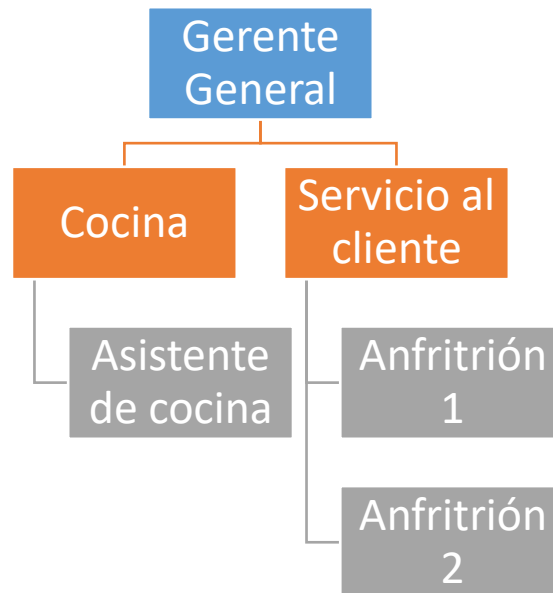 Gerente
General
Cocina
Servicio al
cliente
Asistente
de cocina
Anfritrión
1
Anfritrión
2